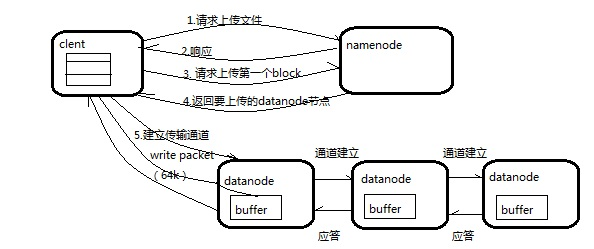 1.请求上传文件
clent
namenode
2.响应
3. 请求上传第一个block
4.返回要上传的datanode节点
5.建立传输通道
write packet
（64k）
通道建立
通道建立
datanode
datanode
datanode
buffer
buffer
buffer
应答
应答